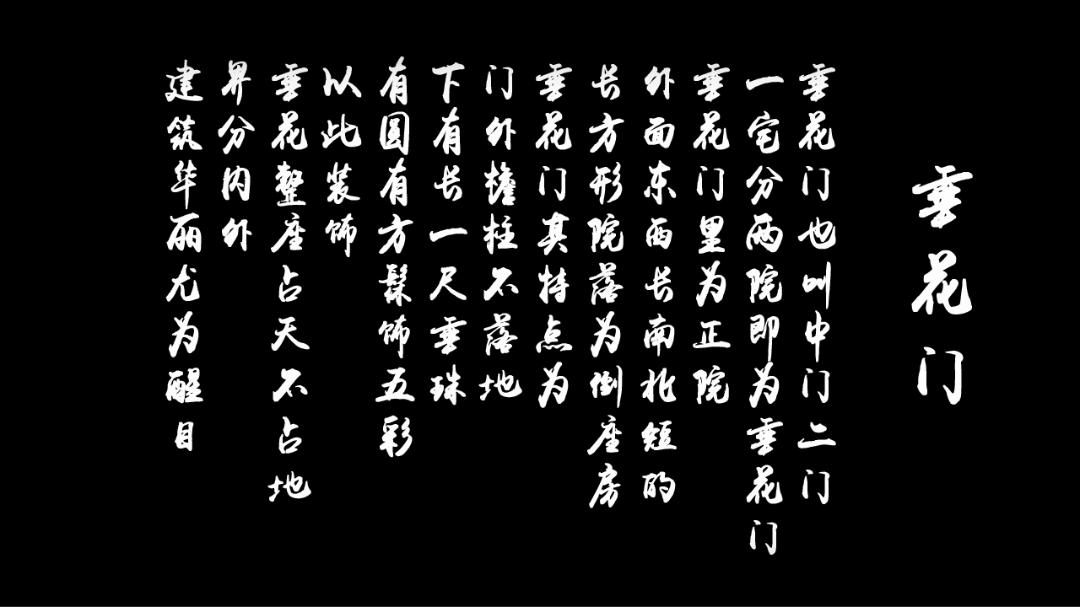 垂花门
垂花门也叫中门二门
一宅分两院即为垂花门
垂花门里为正院
外面东西长南北短的
长方形院落为倒座房
垂花门其特点为
门外檐柱不落地
下有长一尺垂珠
有圆有方髹饰五彩
以此装饰
垂花整座占天不占地
界分内外
建筑华丽尤为醒目